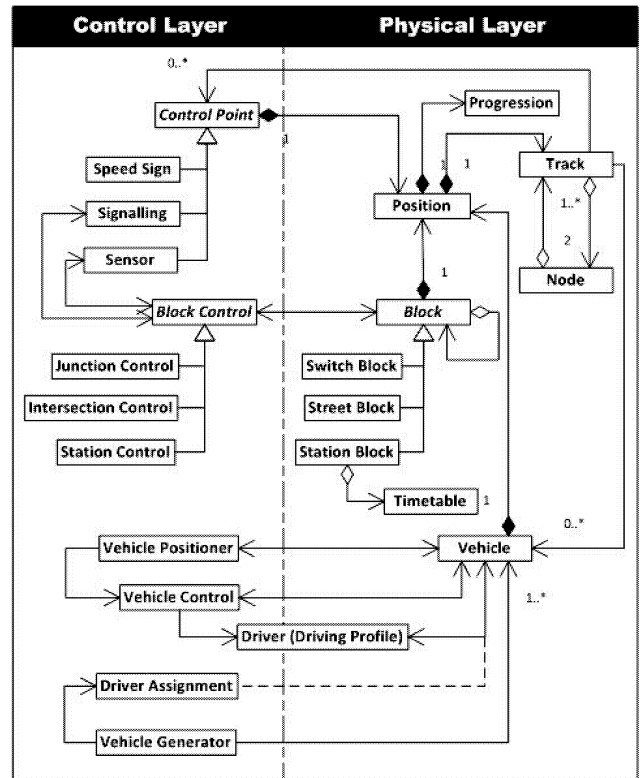 Control Layer
Physical Layer
0..*
Control Point
1
Progression
Speed Sign
1
1
Track
Signalling
Position
1..*
2
Sensor
1
Node
Block Control
Block
Junction Control
Switch Block
Intersection Control
Street Block
Station Control
Station Block
Timetable
1
0..*
Vehicle Positioner
Vehicle
Vehicle Control
1..*
Driver (Driving Profile)
Driver Assignment
Vehicle Generator